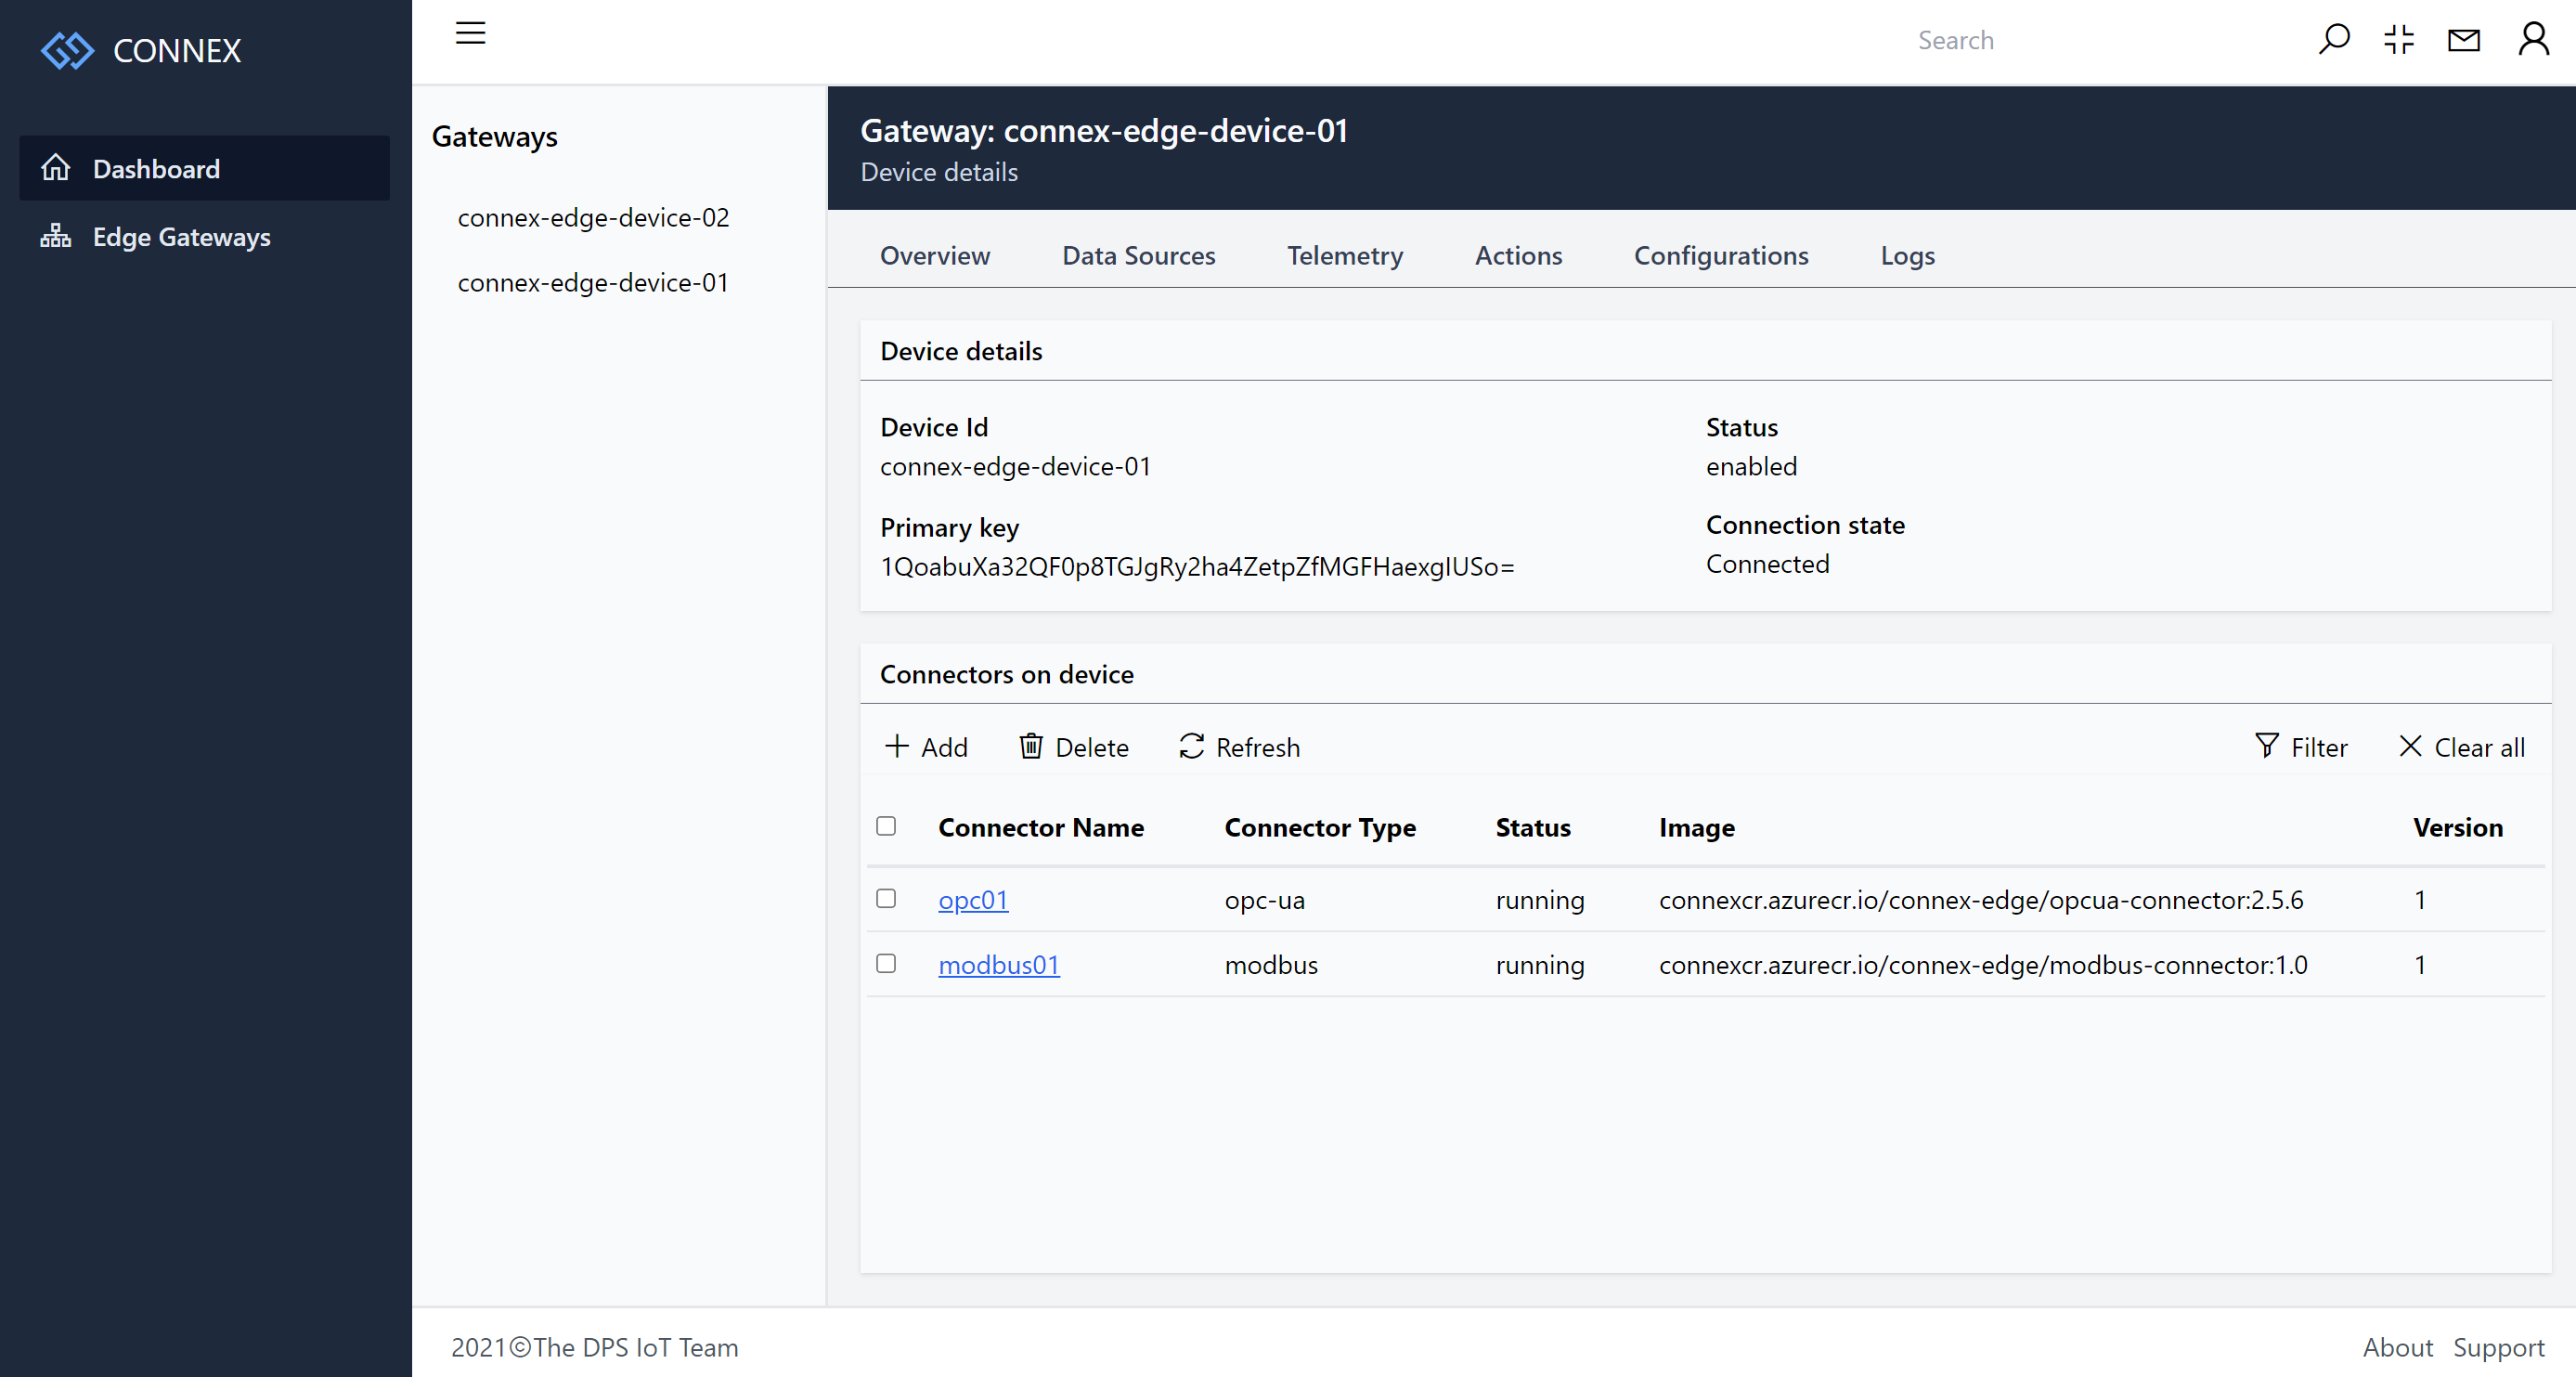 CONNEX
Dashboard
Edge Gateways
Search
Gateways
connex-edge-device-02
connex-edge-device-01
Gateway: connex-edge-device-01
Device details
Overview Data Sources Telemetry Actions Configurations Logs
Device details
Device Id
connex-edge-device-01
Status
enabled
Primary key
1QoabuXa32QF0p8TGJgRy2ha4ZetpZfMGFHaexgIUSo=
Connection state
Connected
Connectors on device
Add Delete Refresh Filter Clear all
Connector Name Connector Type Status Image Version
opc01 opc-ua running connexcr.azurecr.io/connex-edge/opcua-connector:2.5.6 1
modbus01 modbus running connexcr.azurecr.io/connex-edge/modbus-connector:1.0 1
2021©The DPS IoT Team
About Support